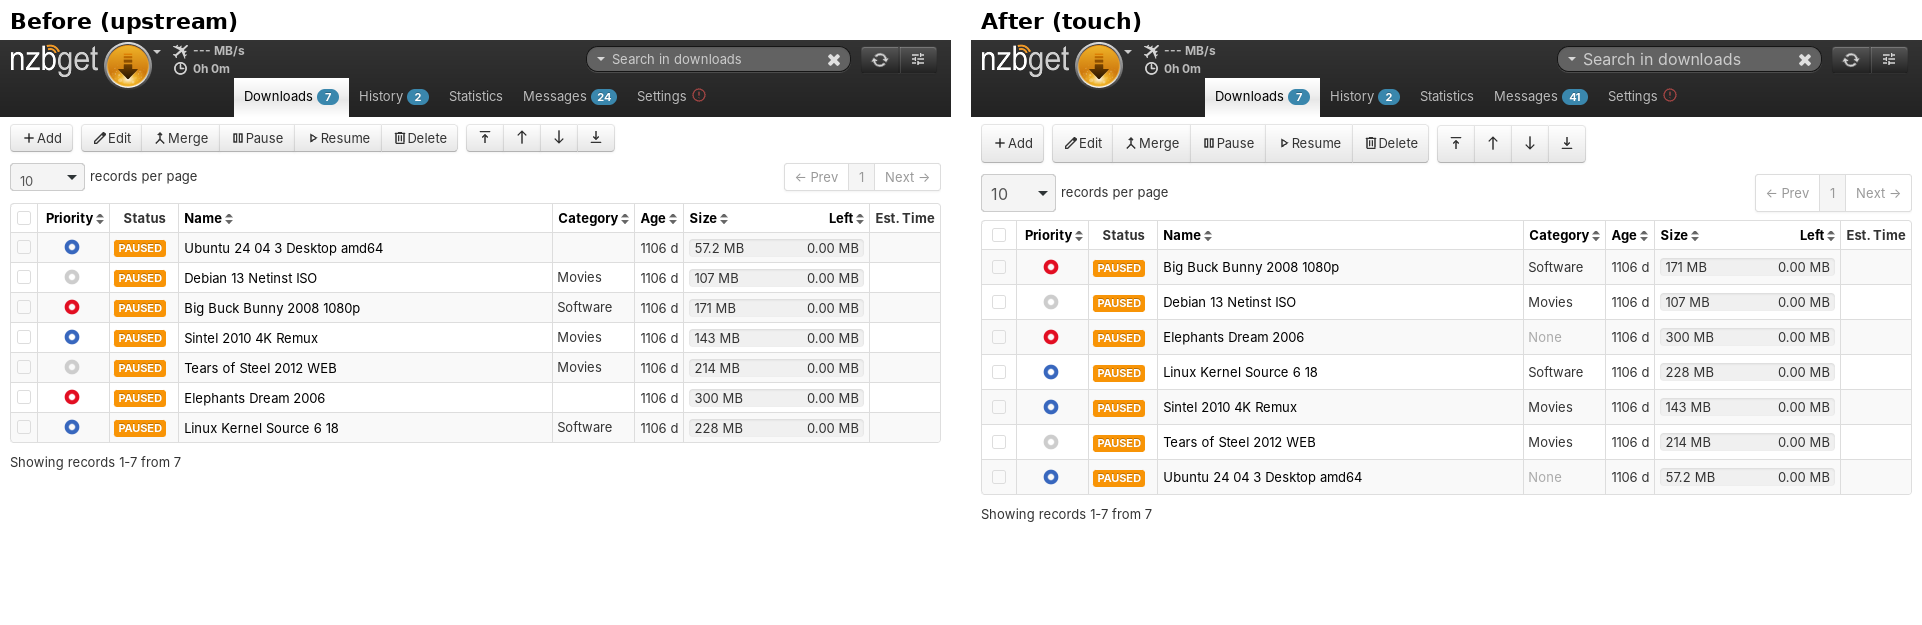 Before (upstream)
nzbget
--- MB/s
0h 0m
Search in downloads
Downloads 7 History 2 Statistics Messages 24 Settings
Add Edit Merge Pause Resume Delete
10 records per page
← Prev 1 Next →
Priority Status Name Category Age Size Left Est. Time
PAUSED Ubuntu 24 04 3 Desktop amd64 1106 d 57.2 MB 0.00 MB
PAUSED Debian 13 Netinst ISO Movies 1106 d 107 MB 0.00 MB
PAUSED Big Buck Bunny 2008 1080p Software 1106 d 171 MB 0.00 MB
PAUSED Sintel 2010 4K Remux Movies 1106 d 143 MB 0.00 MB
PAUSED Tears of Steel 2012 WEB Movies 1106 d 214 MB 0.00 MB
PAUSED Elephants Dream 2006 1106 d 300 MB 0.00 MB
PAUSED Linux Kernel Source 6 18 Software 1106 d 228 MB 0.00 MB
Showing records 1-7 from 7
After (touch)
nzbget
--- MB/s
0h 0m
Search in downloads
Downloads 7 History 2 Statistics Messages 41 Settings
Add Edit Merge Pause Resume Delete
10 records per page
← Prev 1 Next →
Priority Status Name Category Age Size Left Est. Time
PAUSED Big Buck Bunny 2008 1080p Software 1106 d 171 MB 0.00 MB
PAUSED Debian 13 Netinst ISO Movies 1106 d 107 MB 0.00 MB
PAUSED Elephants Dream 2006 None 1106 d 300 MB 0.00 MB
PAUSED Linux Kernel Source 6 18 Software 1106 d 228 MB 0.00 MB
PAUSED Sintel 2010 4K Remux Movies 1106 d 143 MB 0.00 MB
PAUSED Tears of Steel 2012 WEB Movies 1106 d 214 MB 0.00 MB
PAUSED Ubuntu 24 04 3 Desktop amd64 None 1106 d 57.2 MB 0.00 MB
Showing records 1-7 from 7